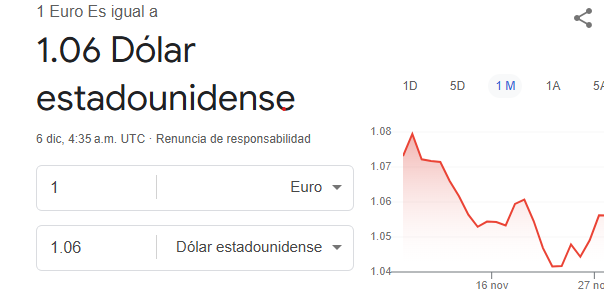 1 Euro Es igual a
1.06 Dólar
estadounidense
6 dic, 4:35 a.m. UTC · Renuncia de responsabilidad
1 Euro
1.06 Dólar estadounidense
1D 5D 1 M 1A 5A
1.08
1.07
1.06
1.05
1.04
16 nov 27 no